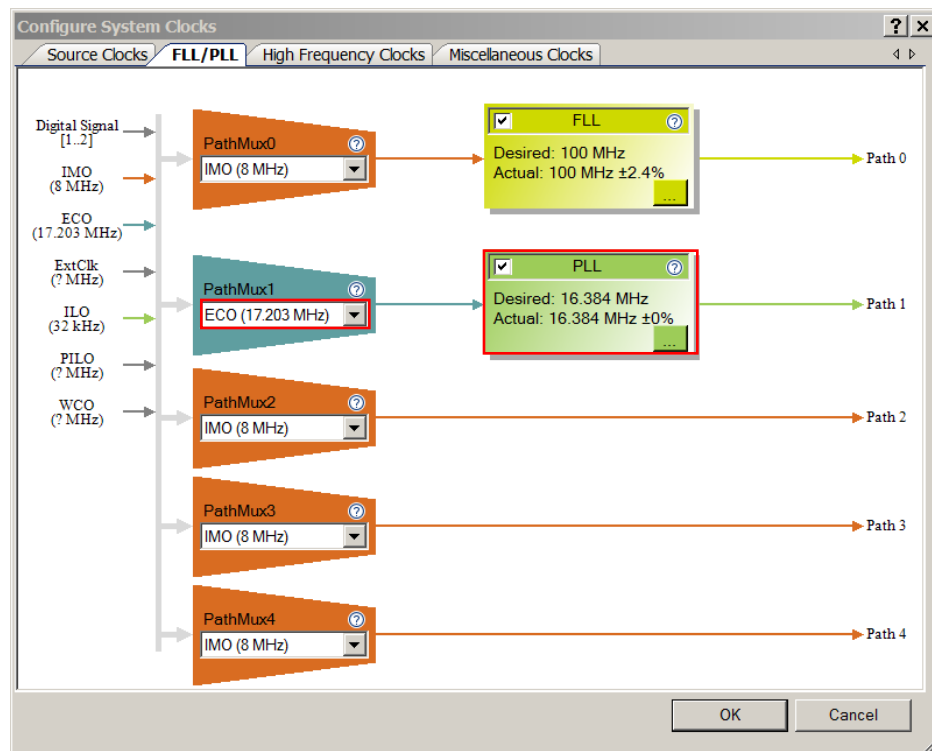 Configure System Clocks
? ×
Source Clocks FLL/PLL High Frequency Clocks Miscellaneous Clocks
Digital Signal
[1..2]
IMO
(8 MHz)
ECO
(17.203 MHz)
ExtClk
(? MHz)
ILO
(32 kHz)
PILO
(? MHz)
WCO
(? MHz)
PathMux0 ?
IMO (8 MHz)
FLL ?
Desired: 100 MHz
Actual: 100 MHz ±2.4%
...
Path 0
PathMux1 ?
ECO (17.203 MHz)
PLL ?
Desired: 16.384 MHz
Actual: 16.384 MHz ±0%
...
Path 1
PathMux2 ?
IMO (8 MHz)
Path 2
PathMux3 ?
IMO (8 MHz)
Path 3
PathMux4 ?
IMO (8 MHz)
Path 4
OK Cancel